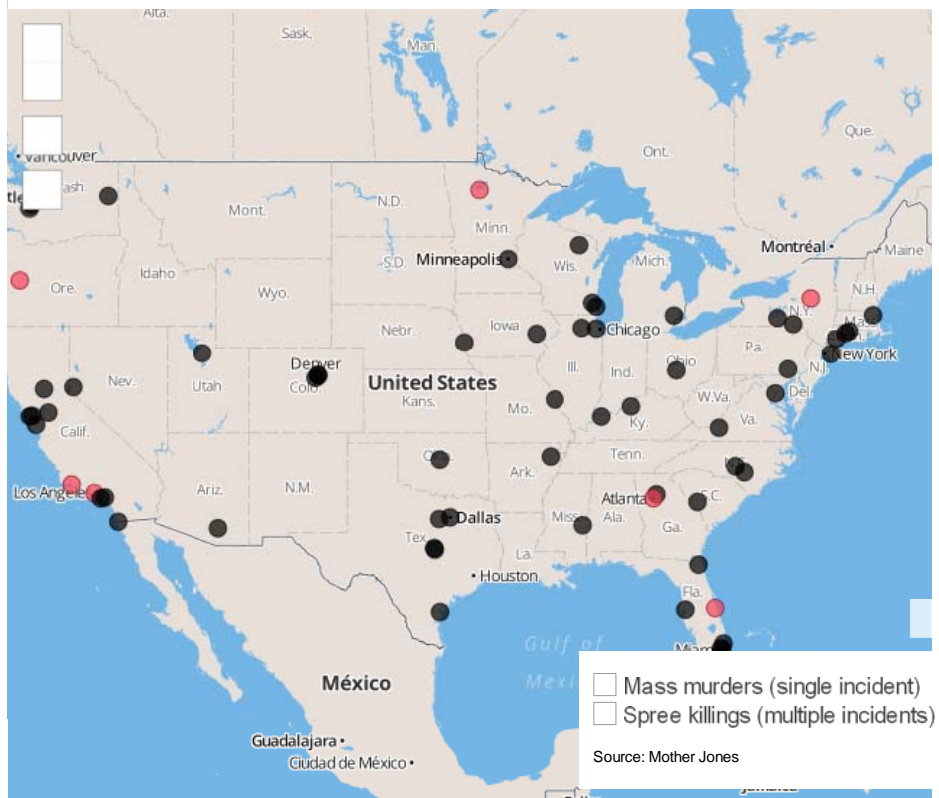 Alta.
Sask.
Man.
Ont.
Que.
Vancouver
ash.
Mont.
N.D.
Minn.
Montréal
Maine
Minneapolis
S.D.
Wis.
Mich.
N.H.
Ore.
Idaho
Wyo.
N.Y.
Mass.
Nebr.
Iowa
Chicago
Pa.
New York
N.J.
Denver
Colo.
Nev.
Utah
United States
Kans.
Ill.
Ind.
Ohio
Del.
W.Va.
Va.
Mo.
Ky.
Calif.
Tenn.
Ark.
Los Angeles
Ariz.
N.M.
Atlanta
S.C.
Dallas
Miss.
Ala.
Ga.
Tex.
La.
Houston
Fla.
Gulf of
Miami
México
Mass murders (single incident)
Spree killings (multiple incidents)
Source: Mother Jones
Guadalajara
Ciudad de México
Jamaica